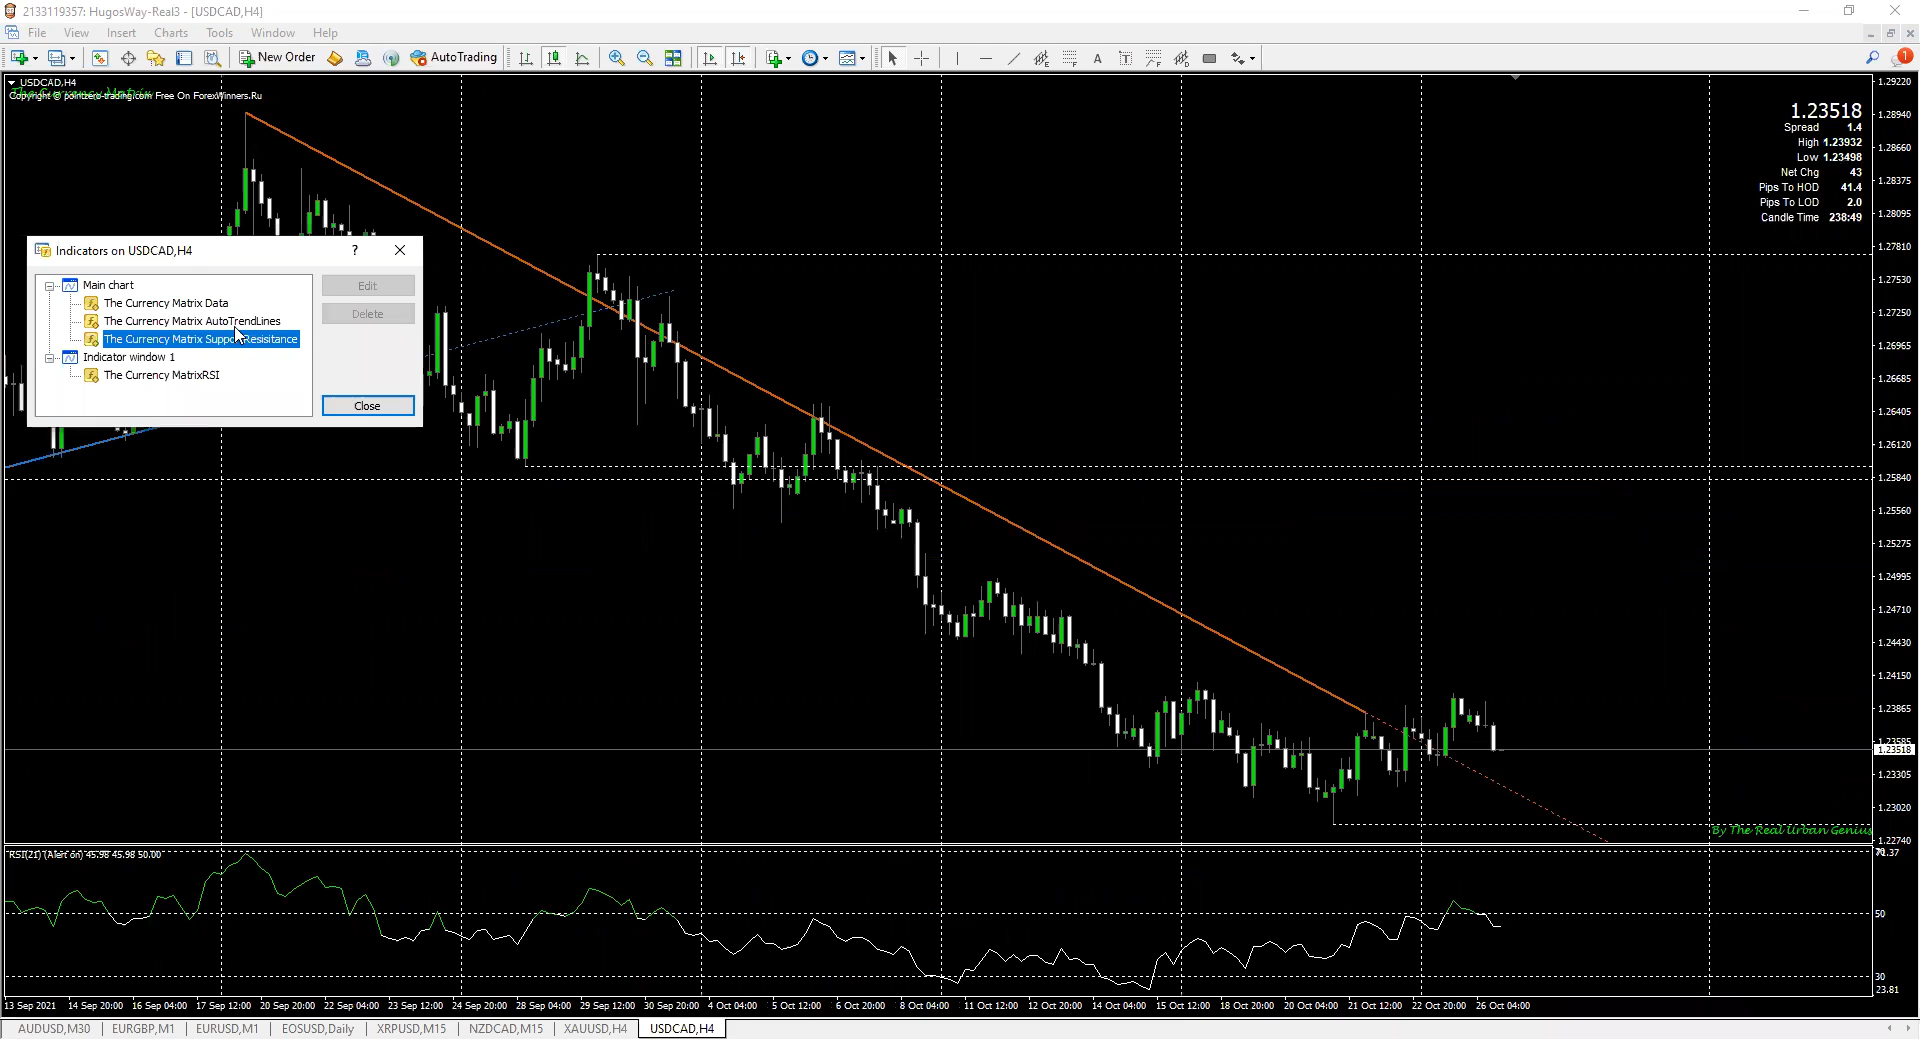 2133119357: HugosWay-Real3 - [USDCAD,H4]
File View Insert Charts Tools Window Help
New Order AutoTrading 1
USDCAD,H4
The Currency Matrix
Copyright © pointzero-trading.com Free On ForexWinners.Ru
1.23518
Spread 1.4
High 1.23932
Low 1.23498
Net Chg 43
Pips To HOD 41.4
Pips To LOD 2.0
Candle Time 238:49
Indicators on USDCAD,H4
Main chart
The Currency Matrix Data
The Currency Matrix AutoTrendLines
The Currency Matrix Suppo Resisitance
Indicator window 1
The Currency MatrixRSI
Edit
Delete
Close
1.29220
1.28940
1.28660
1.28375
1.28095
1.27810
1.27530
1.27250
1.26965
1.26685
1.26405
1.26120
1.25840
1.25560
1.25275
1.24995
1.24710
1.24430
1.24150
1.23865
1.23585
1.23518
1.23305
1.23020
1.22740
By The Real Urban Genius
RSI(21) (Alert on) 45.98 45.98 50.00
71.37
50
30
23.81
13 Sep 2021 14 Sep 20:00 16 Sep 04:00 17 Sep 12:00 20 Sep 20:00 22 Sep 04:00 23 Sep 12:00 24 Sep 20:00 28 Sep 04:00 29 Sep 12:00 30 Sep 20:00 4 Oct 04:00 5 Oct 12:00 6 Oct 20:00 8 Oct 04:00 11 Oct 12:00 12 Oct 20:00 14 Oct 04:00 15 Oct 12:00 18 Oct 20:00 20 Oct 04:00 21 Oct 12:00 22 Oct 20:00 26 Oct 04:00
AUDUSD,M30 EURGBP,M1 EURUSD,M1 EOSUSD,Daily XRPUSD,M15 NZDCAD,M15 XAUUSD,H4 USDCAD,H4